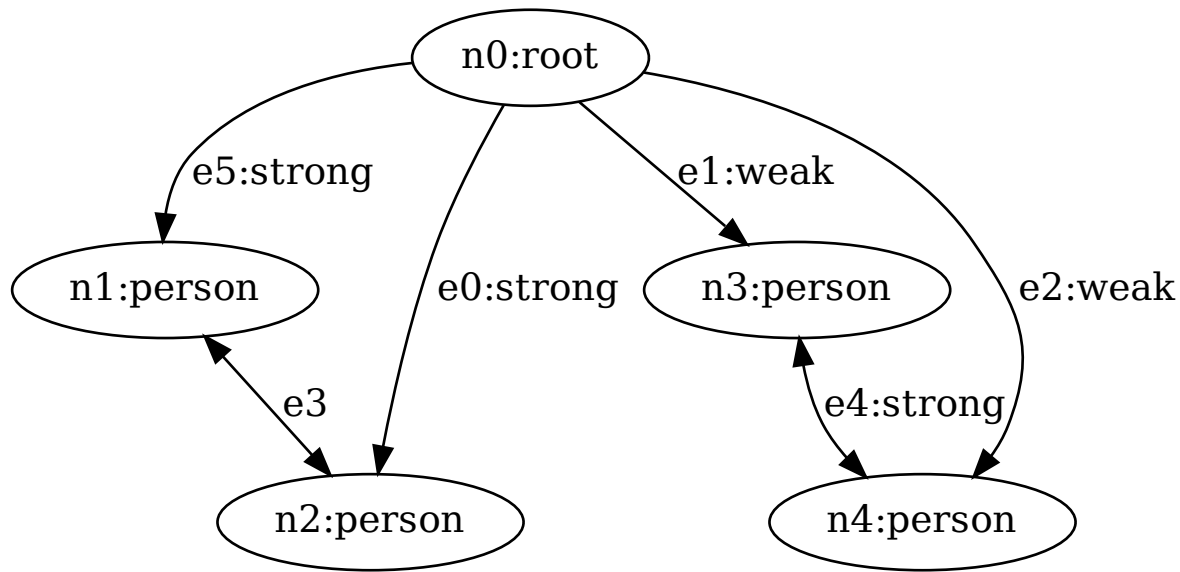 n0:root
e5:strong
e1:weak
n1:person
e0:strong
n3:person
e2:weak
e3
e4:strong
n2:person
n4:person